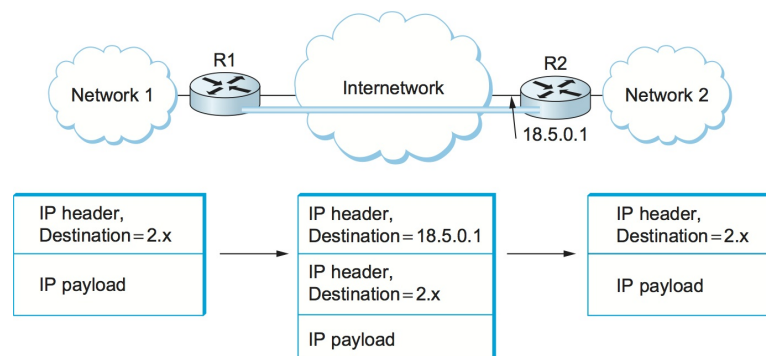 R1
R2
Network 1
Internetwork
Network 2
18.5.0.1
IP header,
Destination=2.x
IP payload
IP header,
Destination=18.5.0.1
IP header,
Destination=2.x
IP payload
IP header,
Destination=2.x
IP payload